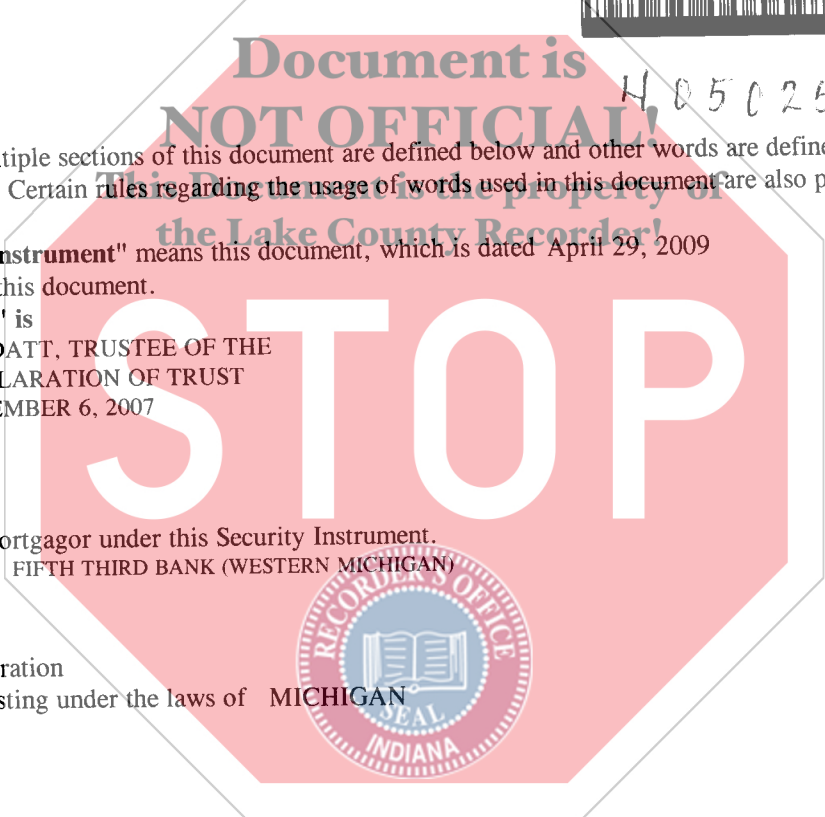 Document is
H05025
NOT OFFICIAL!
tiple sections of this document are defined below and other words are define
Certain rules regarding the usage of words used in this document are also p
This Document is the property of
the Lake County Recorder!
nstrument" means this document, which is dated April 29, 2009
this document.
" is
DATT, TRUSTEE OF THE
LARATION OF TRUST
EMBER 6, 2007
STOP
ortgagor under this Security Instrument.
FIFTH THIRD BANK (WESTERN MICHIGAN)
RECORDER'S OFFICE
ration
sting under the laws of MICHIGAN
SEAL
INDIANA